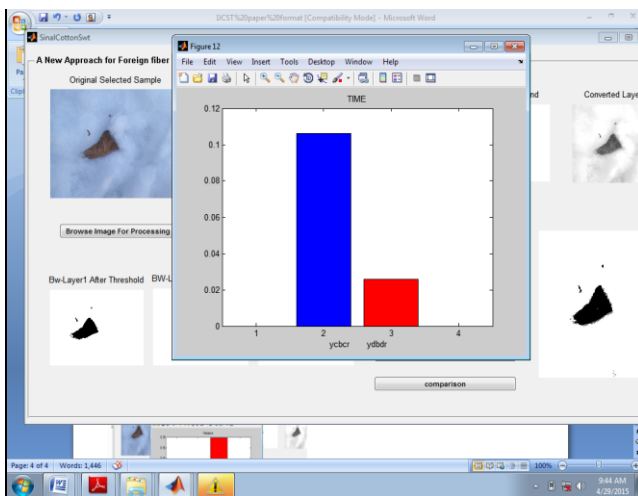 DCST%20paper%20format [Compatibility Mode] - Microsoft Word
SinalCottonSwt
A New Approach for Foreign fiber
Original Selected Sample
Browse Image For Processing
Bw-Layer1 After Threshold
BW-L
Figure 12
File Edit View Insert Tools Desktop Window Help
TIME
0.12
0.1
0.08
0.06
0.04
0.02
0
1 2 3 4
ycbcr ydbdr
nd
Converted Laye
comparison
Page: 4 of 4 Words: 1,446
100%
9:44 AM
4/29/2015